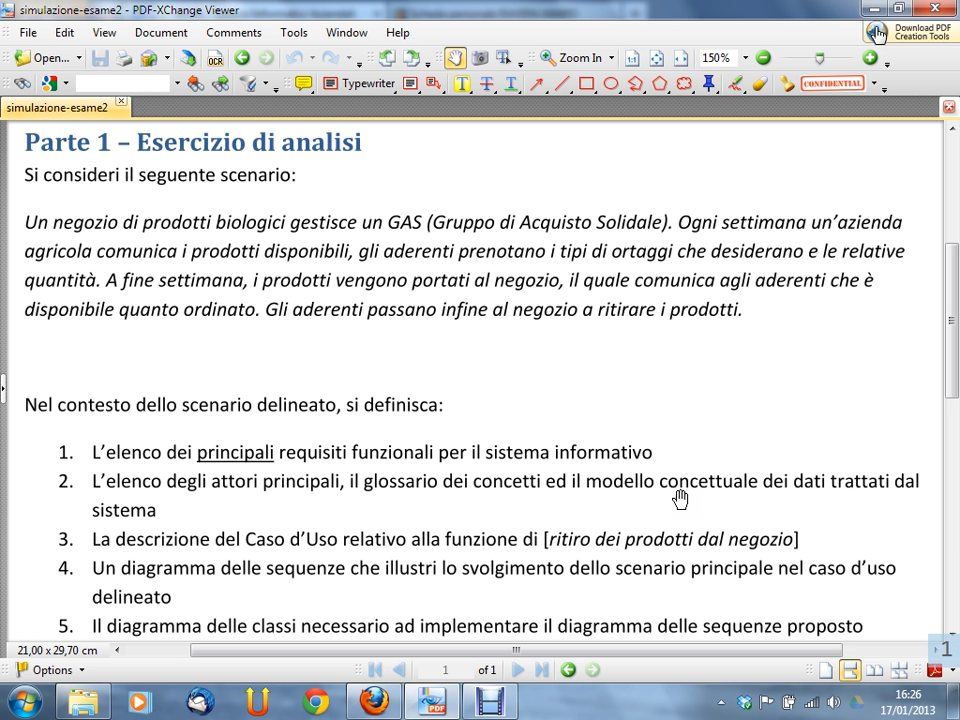 simulazione-esame2 - PDF-XChange Viewer
File Edit View Document Comments Tools Window Help
Download PDF
Creation Tools
Open... OCR Zoom In 150%
Typewriter T T T CONFIDENTIAL
simulazione-esame2
Parte 1 – Esercizio di analisi
Si consideri il seguente scenario:
Un negozio di prodotti biologici gestisce un GAS (Gruppo di Acquisto Solidale). Ogni settimana un'azienda
agricola comunica i prodotti disponibili, gli aderenti prenotano i tipi di ortaggi che desiderano e le relative
quantità. A fine settimana, i prodotti vengono portati al negozio, il quale comunica agli aderenti che è
disponibile quanto ordinato. Gli aderenti passano infine al negozio a ritirare i prodotti.
Nel contesto dello scenario delineato, si definisca:
1. L'elenco dei principali requisiti funzionali per il sistema informativo
2. L'elenco degli attori principali, il glossario dei concetti ed il modello concettuale dei dati trattati dal
sistema
3. La descrizione del Caso d'Uso relativo alla funzione di [ritiro dei prodotti dal negozio]
4. Un diagramma delle sequenze che illustri lo svolgimento dello scenario principale nel caso d'uso
delineato
5. Il diagramma delle classi necessario ad implementare il diagramma delle sequenze proposto
21,00 x 29,70 cm
1
Options 1 of 1
PDF
16:26
17/01/2013